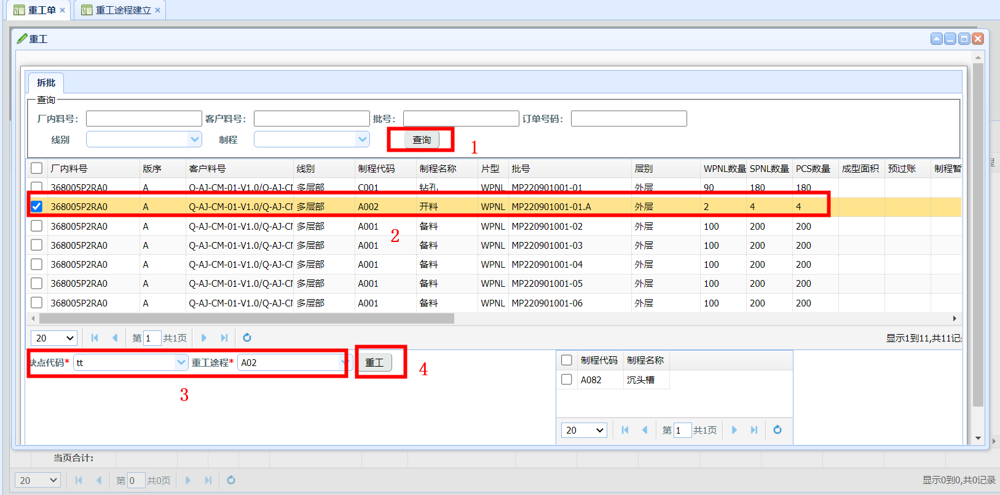 重工单 × 重工途程建立 ×
重工
拆批
查询
厂内料号: 客户料号: 批号: 订单号码:
线别 制程 查询 1
厂内料号 版序 客户料号 线别 制程代码 制程名称 片型 批号 层别 WPNL数量 SPNL数量 PCS数量 成型面积 预过账 制程暂
368005P2RA0 A Q-AJ-CM-01-V1.0/Q-AJ-CM 多层部 C001 钻孔 WPNL MP220901001-01 外层 90 180 180
368005P2RA0 A Q-AJ-CM-01-V1.0/Q-AJ-CM 多层部 A002 开料 WPNL MP220901001-01.A 外层 2 4 4
368005P2RA0 A Q-AJ-CM-01-V1.0/Q-AJ-CM 多层部 A001 备料 WPNL MP220901001-02 外层 100 200 200
2
368005P2RA0 A Q-AJ-CM-01-V1.0/Q-AJ-CM 多层部 A001 备料 WPNL MP220901001-03 外层 100 200 200
368005P2RA0 A Q-AJ-CM-01-V1.0/Q-AJ-CM 多层部 A001 备料 WPNL MP220901001-04 外层 100 200 200
368005P2RA0 A Q-AJ-CM-01-V1.0/Q-AJ-CM 多层部 A001 备料 WPNL MP220901001-05 外层 100 200 200
368005P2RA0 A Q-AJ-CM-01-V1.0/Q-AJ-CM 多层部 A001 备料 WPNL MP220901001-06 外层 100 200 200
20 第 1 共1页 显示1到11,共11记
缺点代码* tt 重工途程* A02 重工 4
3
制程代码 制程名称
A082 沉头槽
20 第 1 共1页
当页合计:
20 第 0 共0页 显示0到0,共0记录